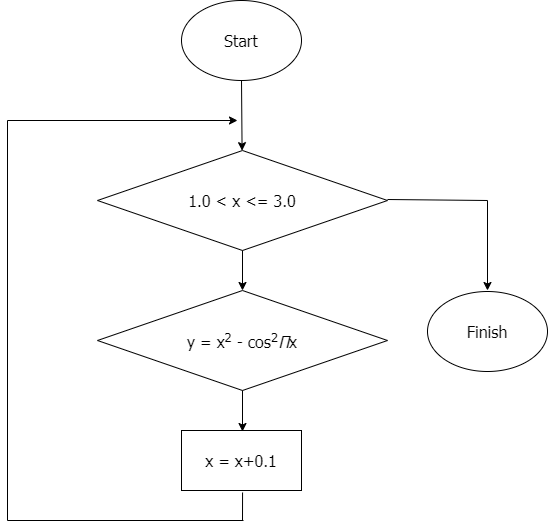 Start
1.0 < x <= 3.0
y = x² - cos²Πx
Finish
x = x+0.1